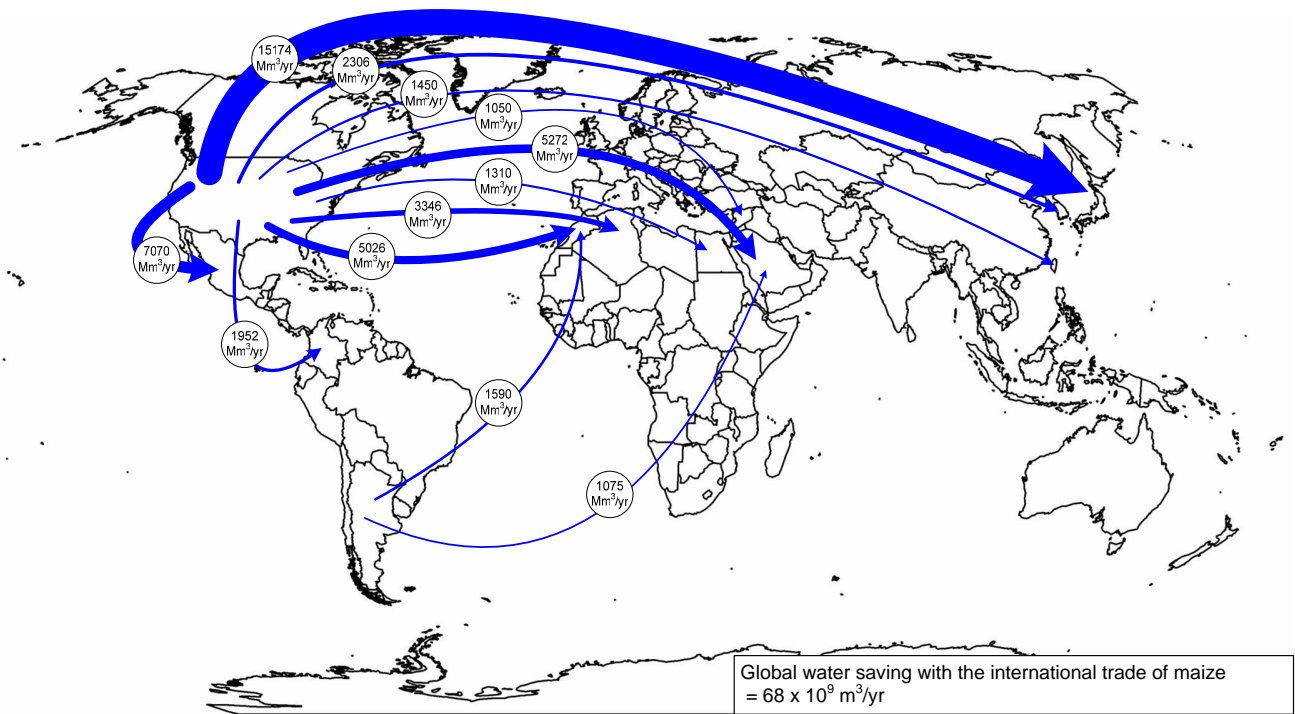 15174
Mm³/yr
2306
Mm³/yr
1450
Mm³/yr
1050
Mm³/yr
5272
Mm³/yr
1310
Mm³/yr
3346
Mm³/yr
5026
Mm³/yr
7070
Mm³/yr
1952
Mm³/yr
1590
Mm³/yr
1075
Mm³/yr
Global water saving with the international trade of maize
= 68 x 10⁹ m³/yr